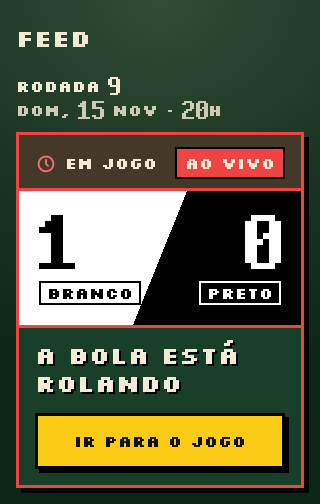 FEED
RODADA 9
DOM, 15 NOV · 20H
EM JOGO
AO VIVO
1
0
BRANCO
PRETO
A BOLA ESTÁ
ROLANDO
IR PARA O JOGO